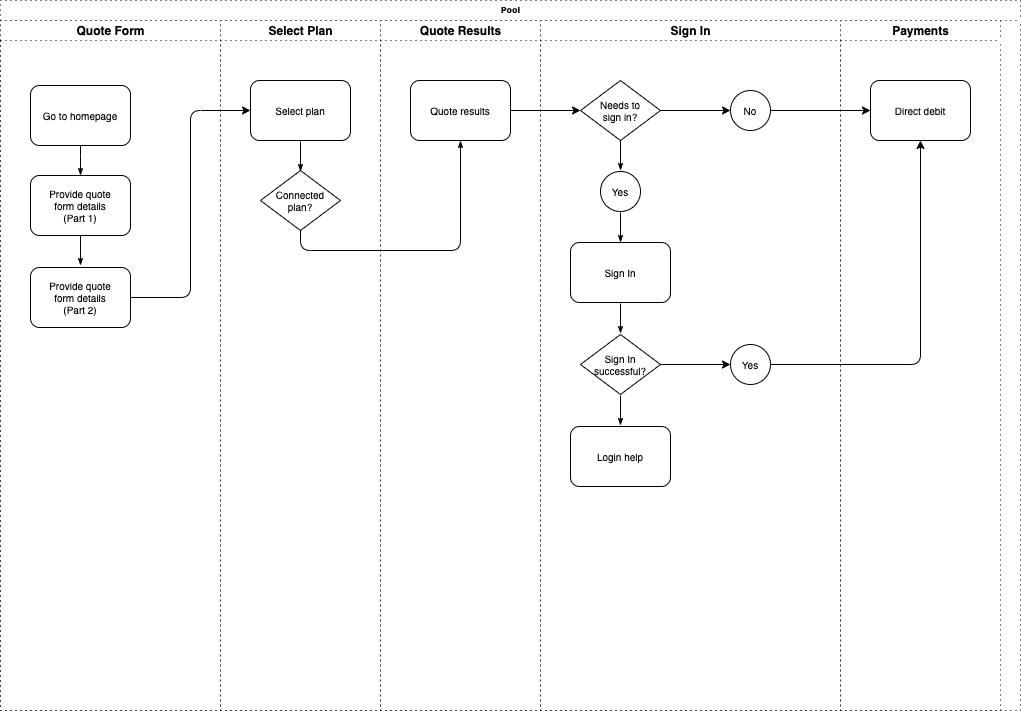 Pool
Quote Form
Select Plan
Quote Results
Sign In
Payments
Go to homepage
Provide quote
form details
(Part 1)
Provide quote
form details
(Part 2)
Select plan
Connected
plan?
Quote results
Needs to
sign in?
No
Yes
Sign In
Sign In
successful?
Yes
Login help
Direct debit